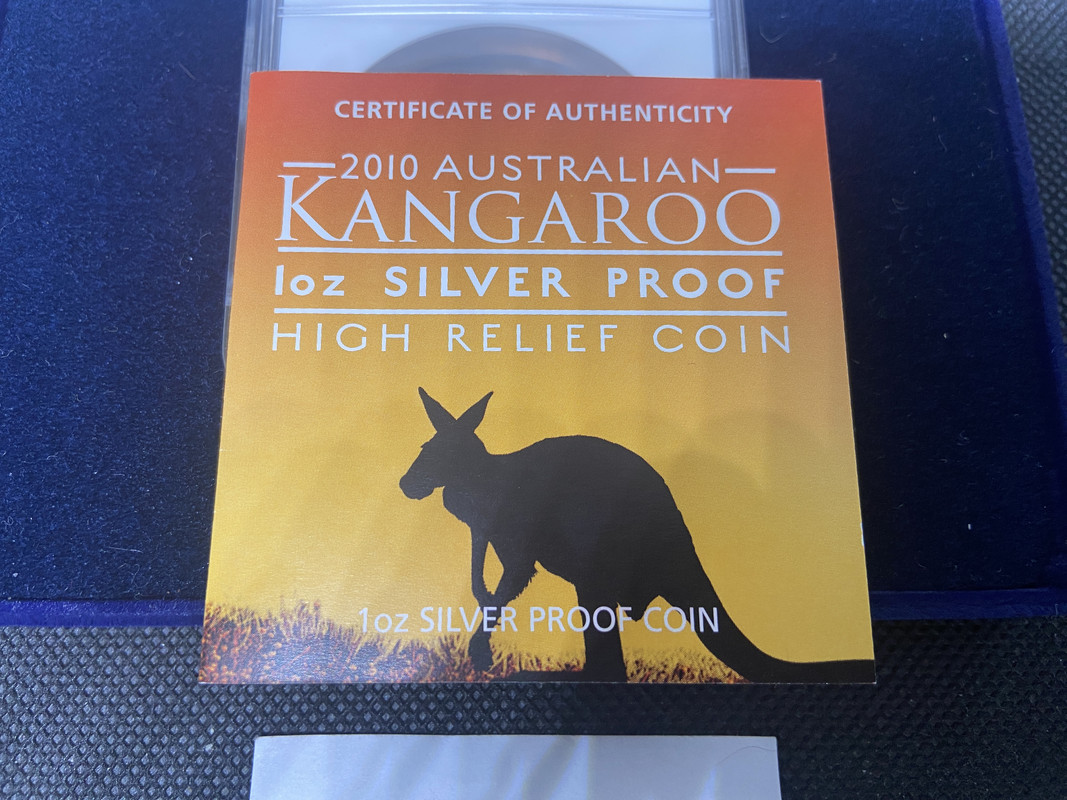 CERTIFICATE OF AUTHENTICITY
2010 AUSTRALIAN
KANGAROO
1oz SILVER PROOF
HIGH RELIEF COIN
1oz SILVER PROOF COIN